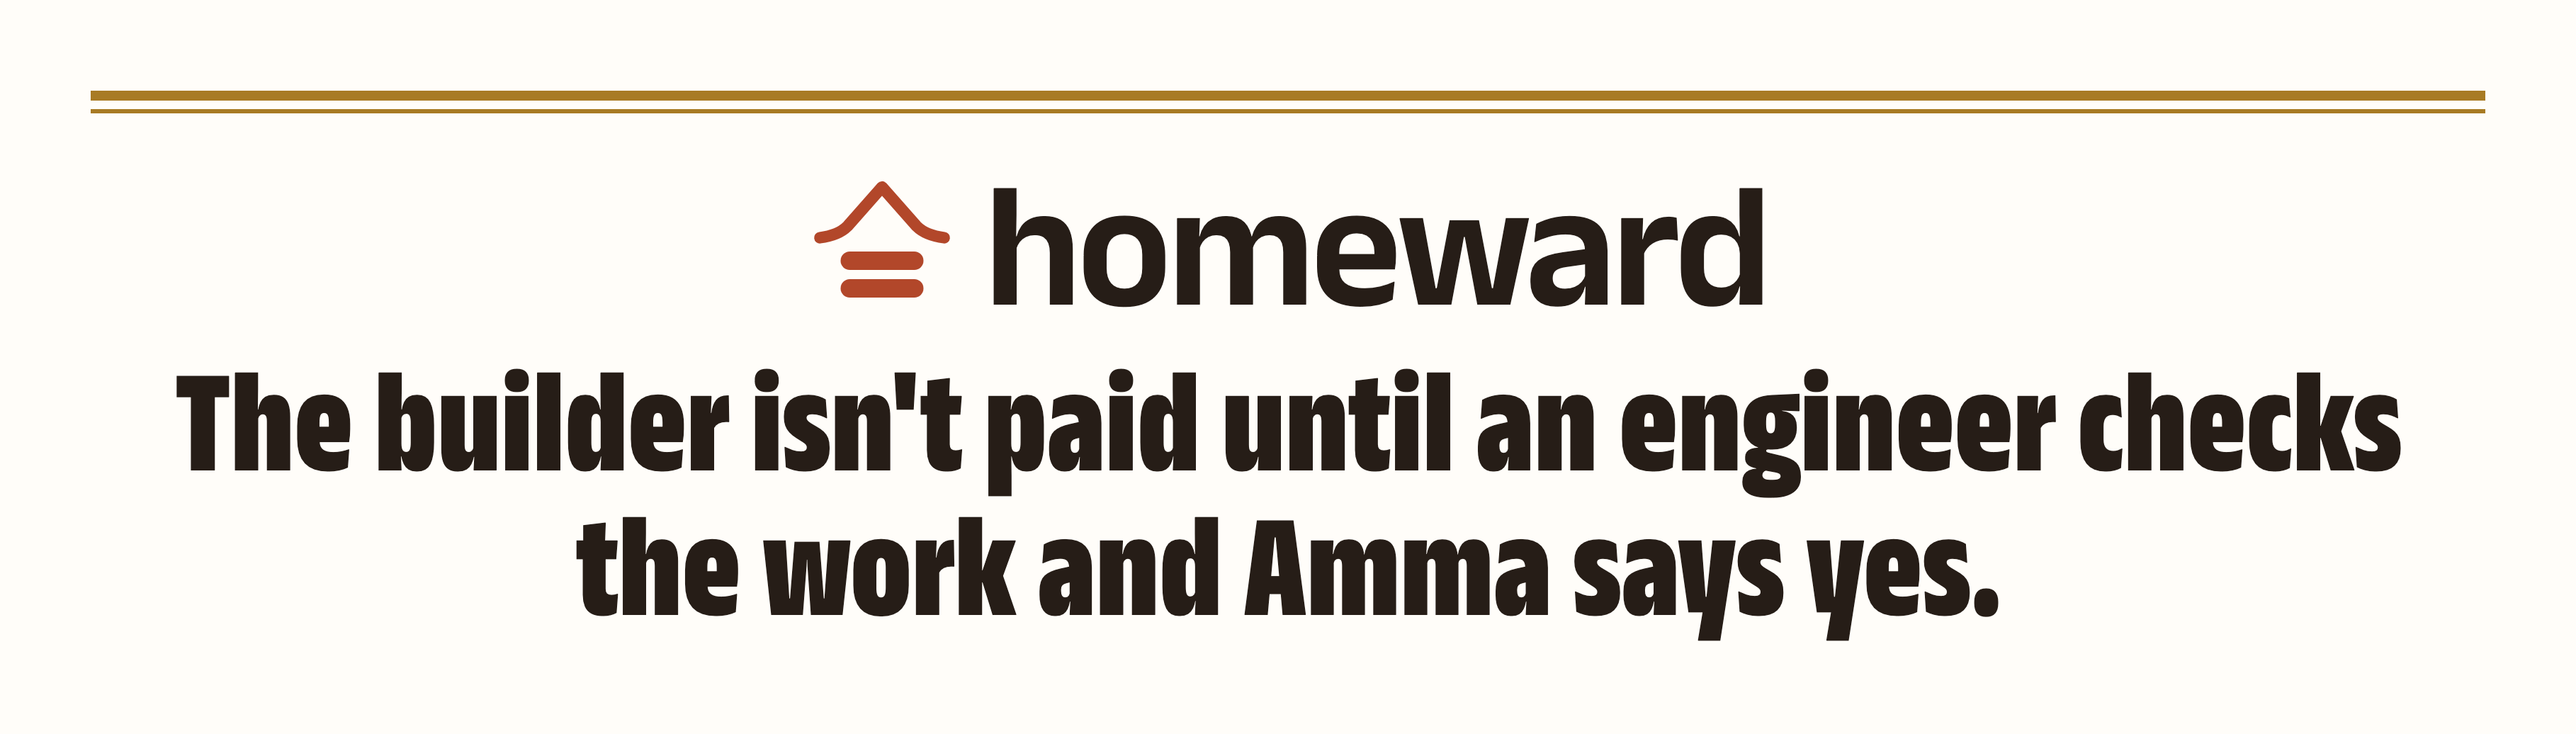 homeward
The builder isn't paid until an engineer checks
the work and Amma says yes.